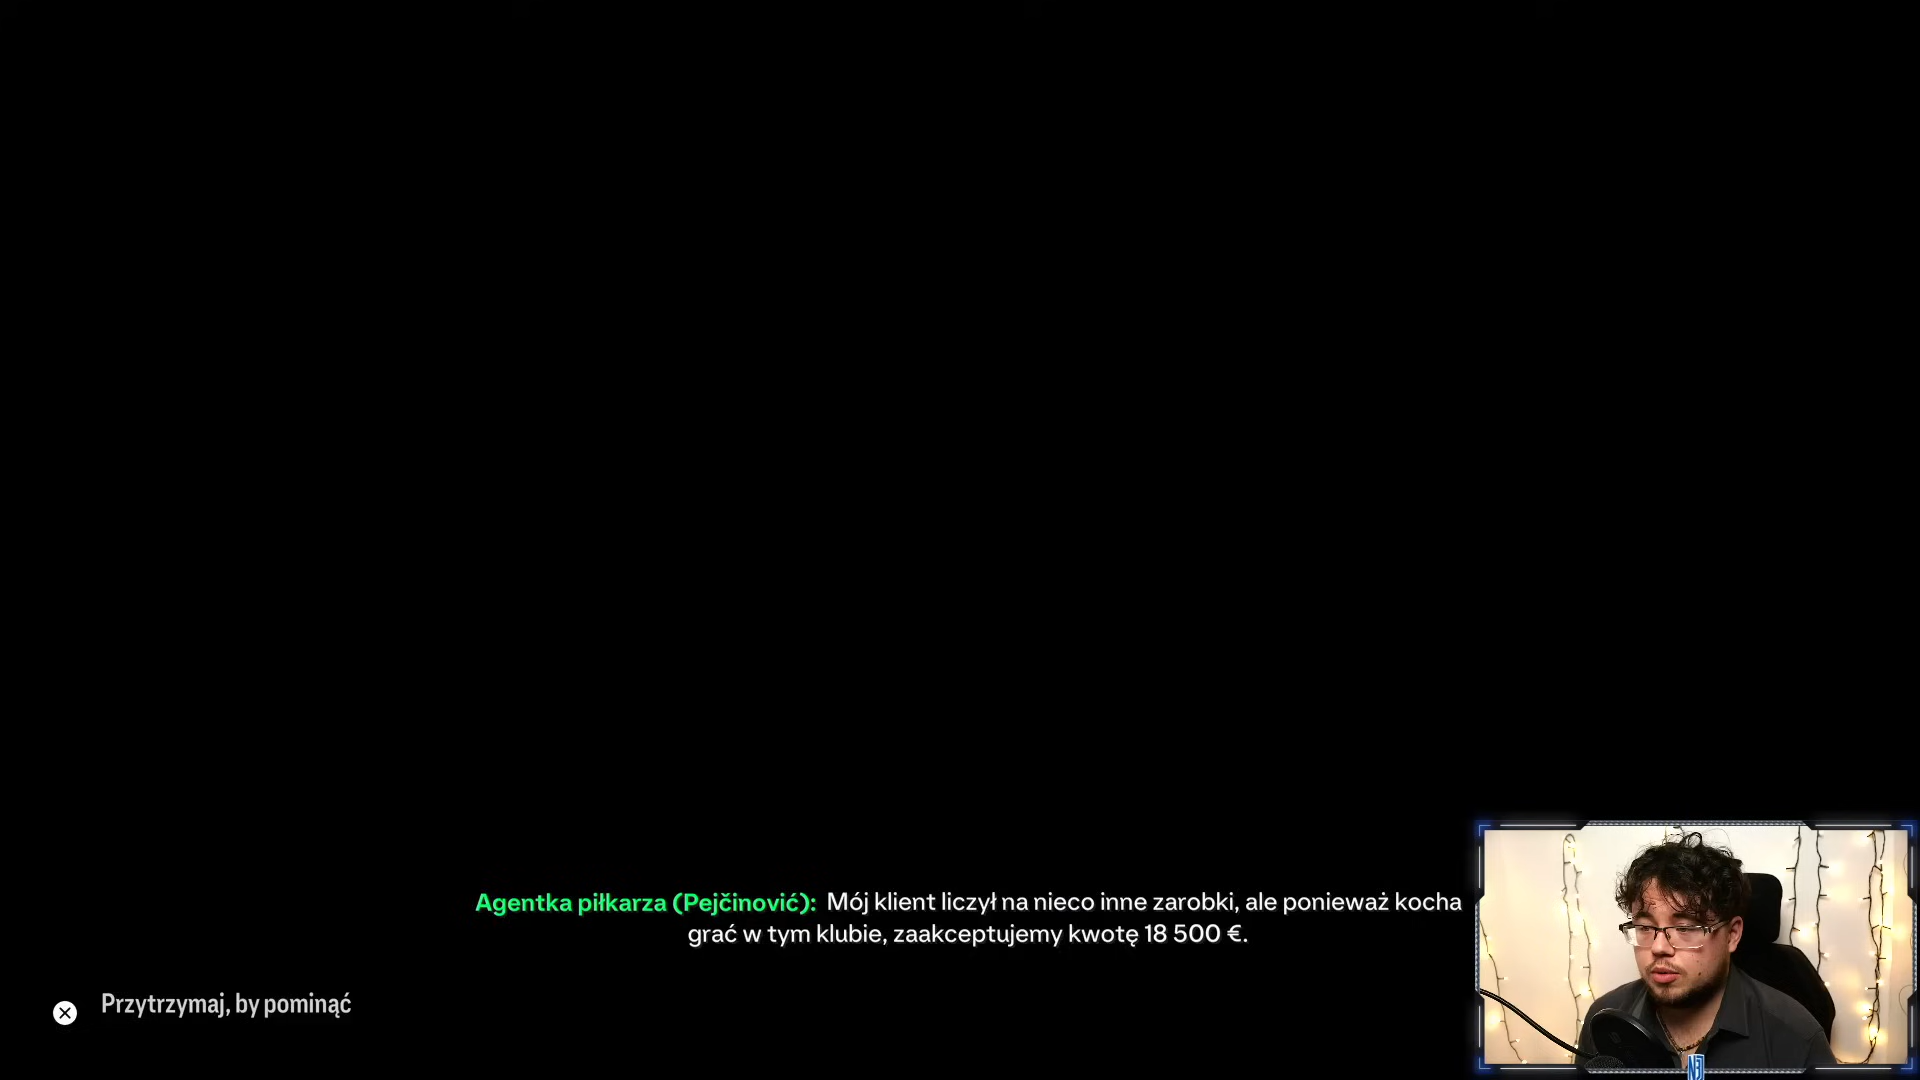 Agentka piłkarza (Pejčinović): Mój klient liczył na nieco inne zarobki, ale ponieważ kocha
grać w tym klubie, zaakceptujemy kwotę 18 500 €.
Przytrzymaj, by pominąć